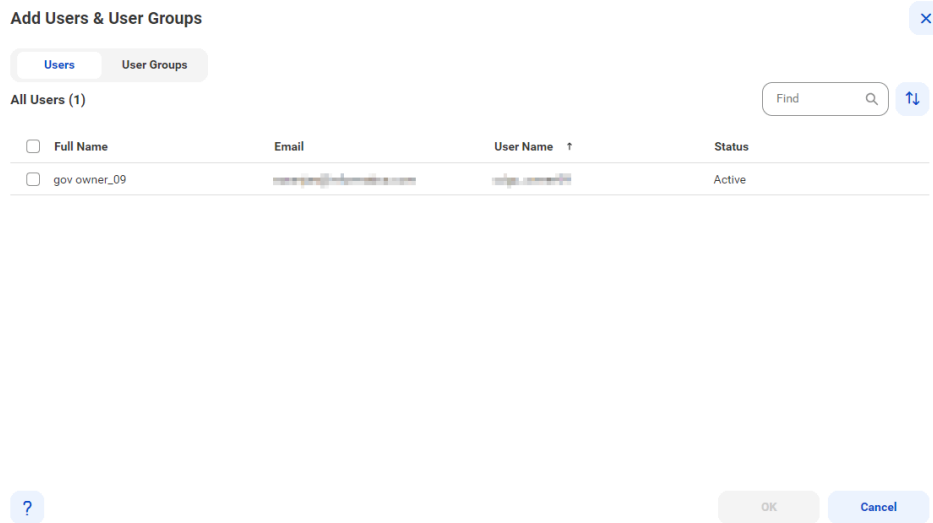 Add Users & User Groups
Users User Groups
All Users (1)
Find
Full Name Email User Name ↑ Status
gov owner_09 Active
? OK Cancel